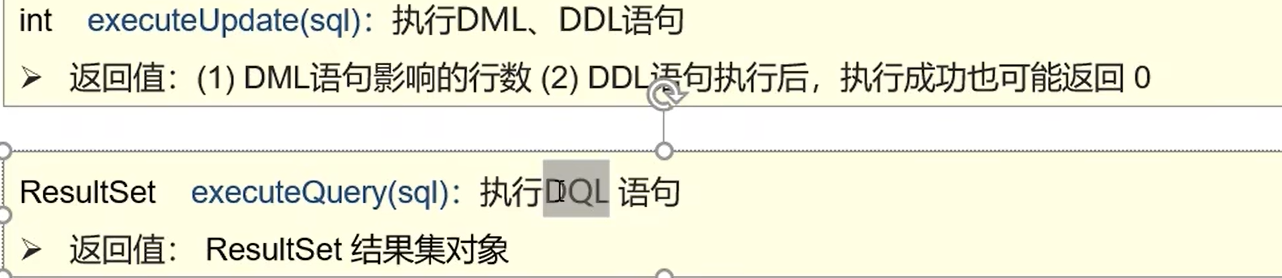 int executeUpdate(sql)：执行DML、DDL语句
➢ 返回值：(1) DML语句影响的行数 (2) DDL语句执行后，执行成功也可能返回 0
ResultSet executeQuery(sql)：执行DQL 语句
➢ 返回值： ResultSet 结果集对象